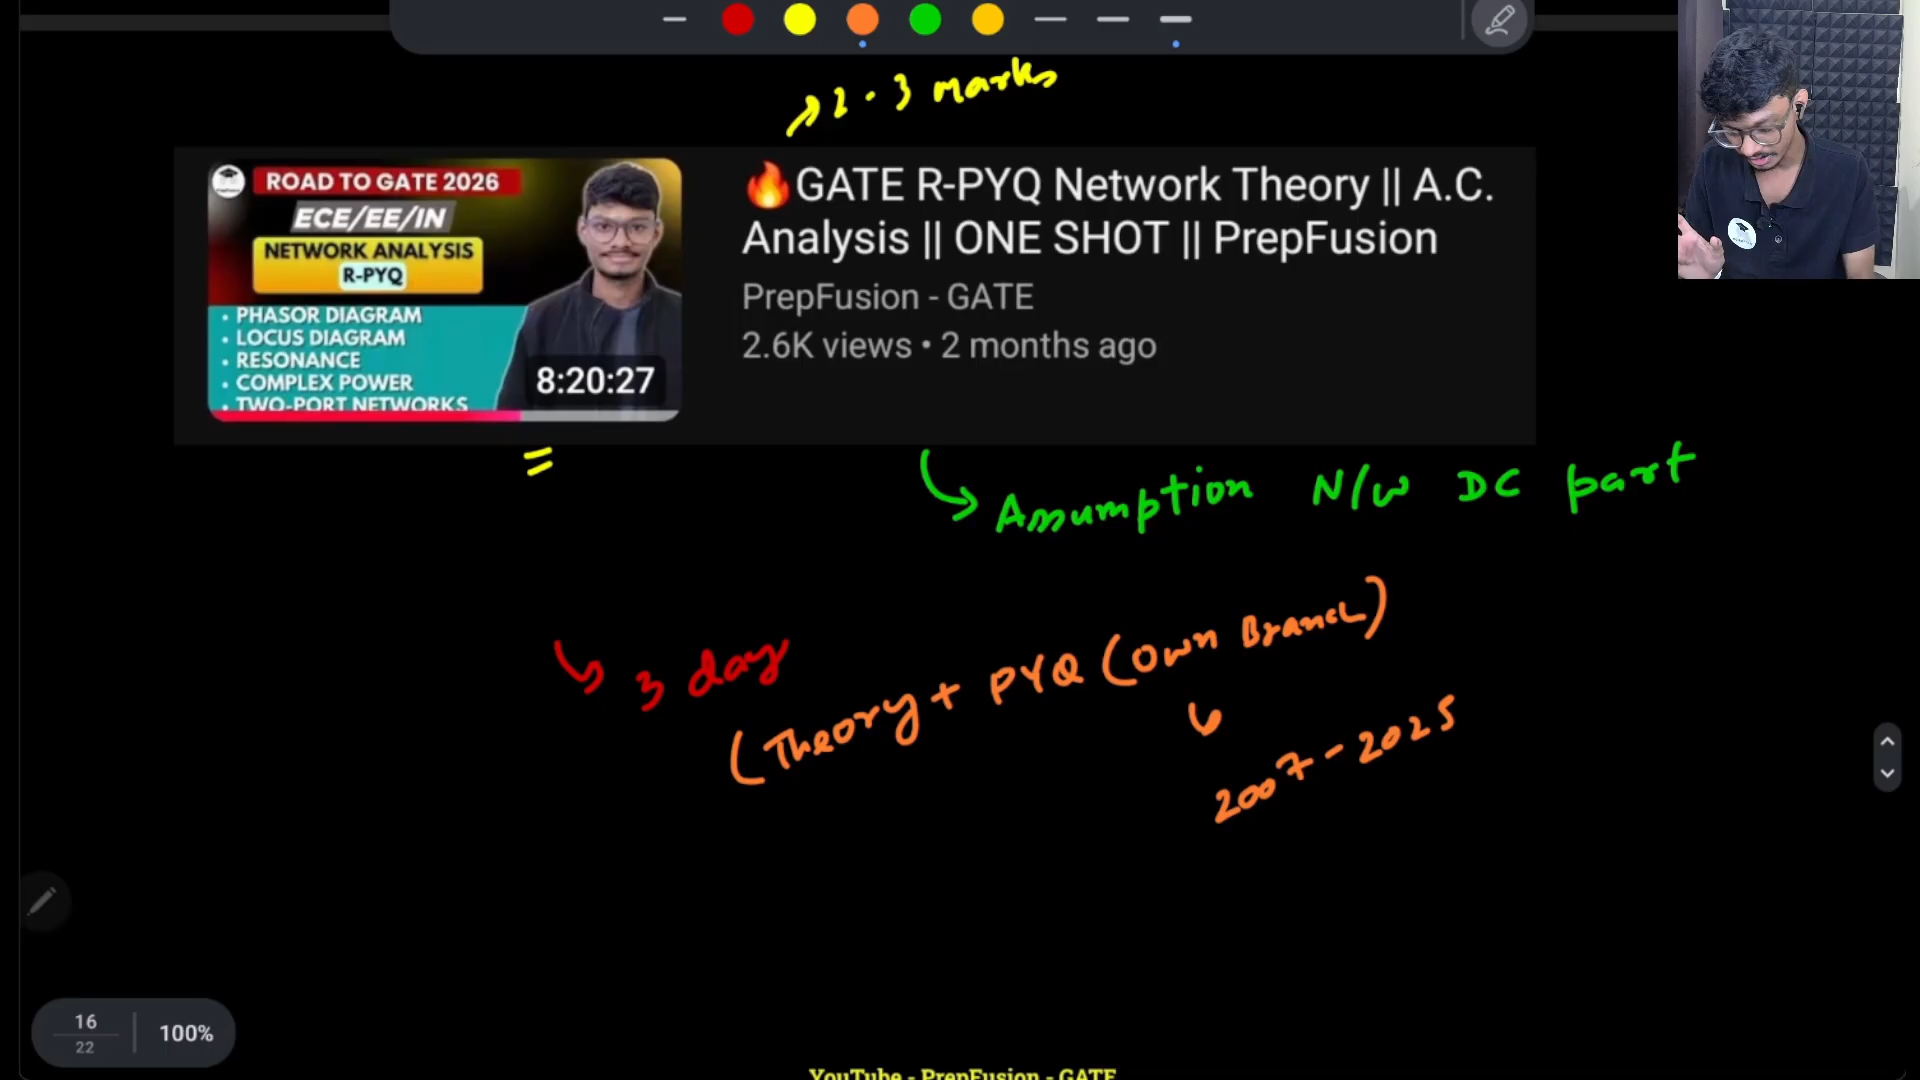 → 2 - 3 marks
ROAD TO GATE 2026
ECE/EE/IN
NETWORK ANALYSIS
R-PYQ
• PHASOR DIAGRAM
• LOCUS DIAGRAM
• RESONANCE
• COMPLEX POWER
• TWO-PORT NETWORKS
8:20:27
🔥GATE R-PYQ Network Theory || A.C.
Analysis || ONE SHOT || PrepFusion
PrepFusion - GATE
2.6K views • 2 months ago
Assumption N/W DC part
3 day
(Theory + PYQ (Own Branch)
2007 - 2025
16
22
100%
YouTube - PrepFusion - GATE